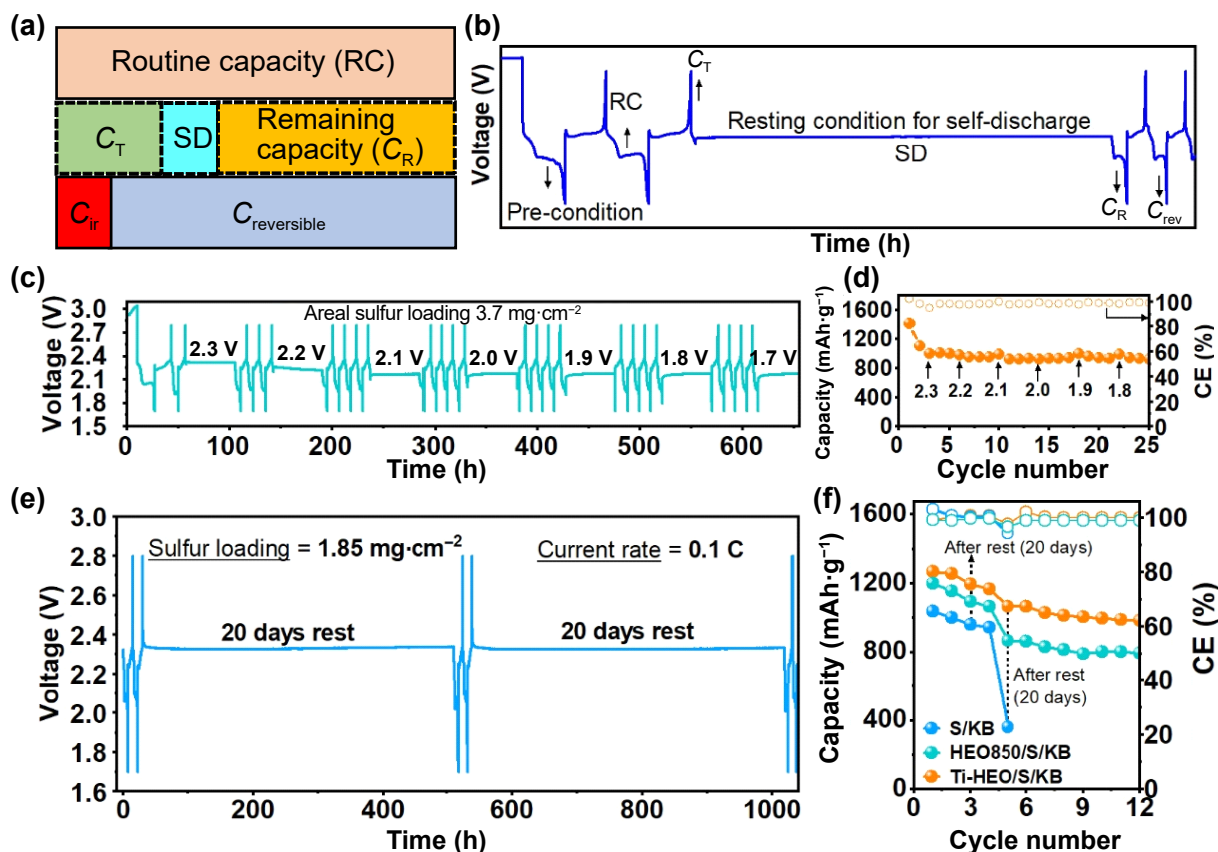 (a)
Routine capacity (RC)
C_T
SD
Remaining
capacity (C_R)
C_ir
C_reversible
(b)
Voltage (V)
C_T
RC
Resting condition for self-discharge
SD
Pre-condition
C_R
C_rev
Time (h)
(c)
Voltage (V)
3.0
2.7
2.4
2.1
1.8
1.5
Areal sulfur loading 3.7 mg·cm⁻²
2.3 V
2.2 V
2.1 V
2.0 V
1.9 V
1.8 V
1.7 V
0 100 200 300 400 500 600
Time (h)
(d)
Capacity (mAh·g⁻¹)
1600
1200
800
400
0
2.3 2.2 2.1 2.0 1.9 1.8
100
80
60
40
20
0
CE (%)
0 5 10 15 20 25
Cycle number
(e)
Voltage (V)
3.0
2.8
2.6
2.4
2.2
2.0
1.8
1.6
Sulfur loading = 1.85 mg·cm⁻²
Current rate = 0.1 C
20 days rest
20 days rest
0 200 400 600 800 1000
Time (h)
(f)
Capacity (mAh·g⁻¹)
1600
1200
800
400
0
After rest (20 days)
After rest
(20 days)
S/KB
HEO850/S/KB
Ti-HEO/S/KB
100
80
60
40
20
0
CE (%)
0 3 6 9 12
Cycle number